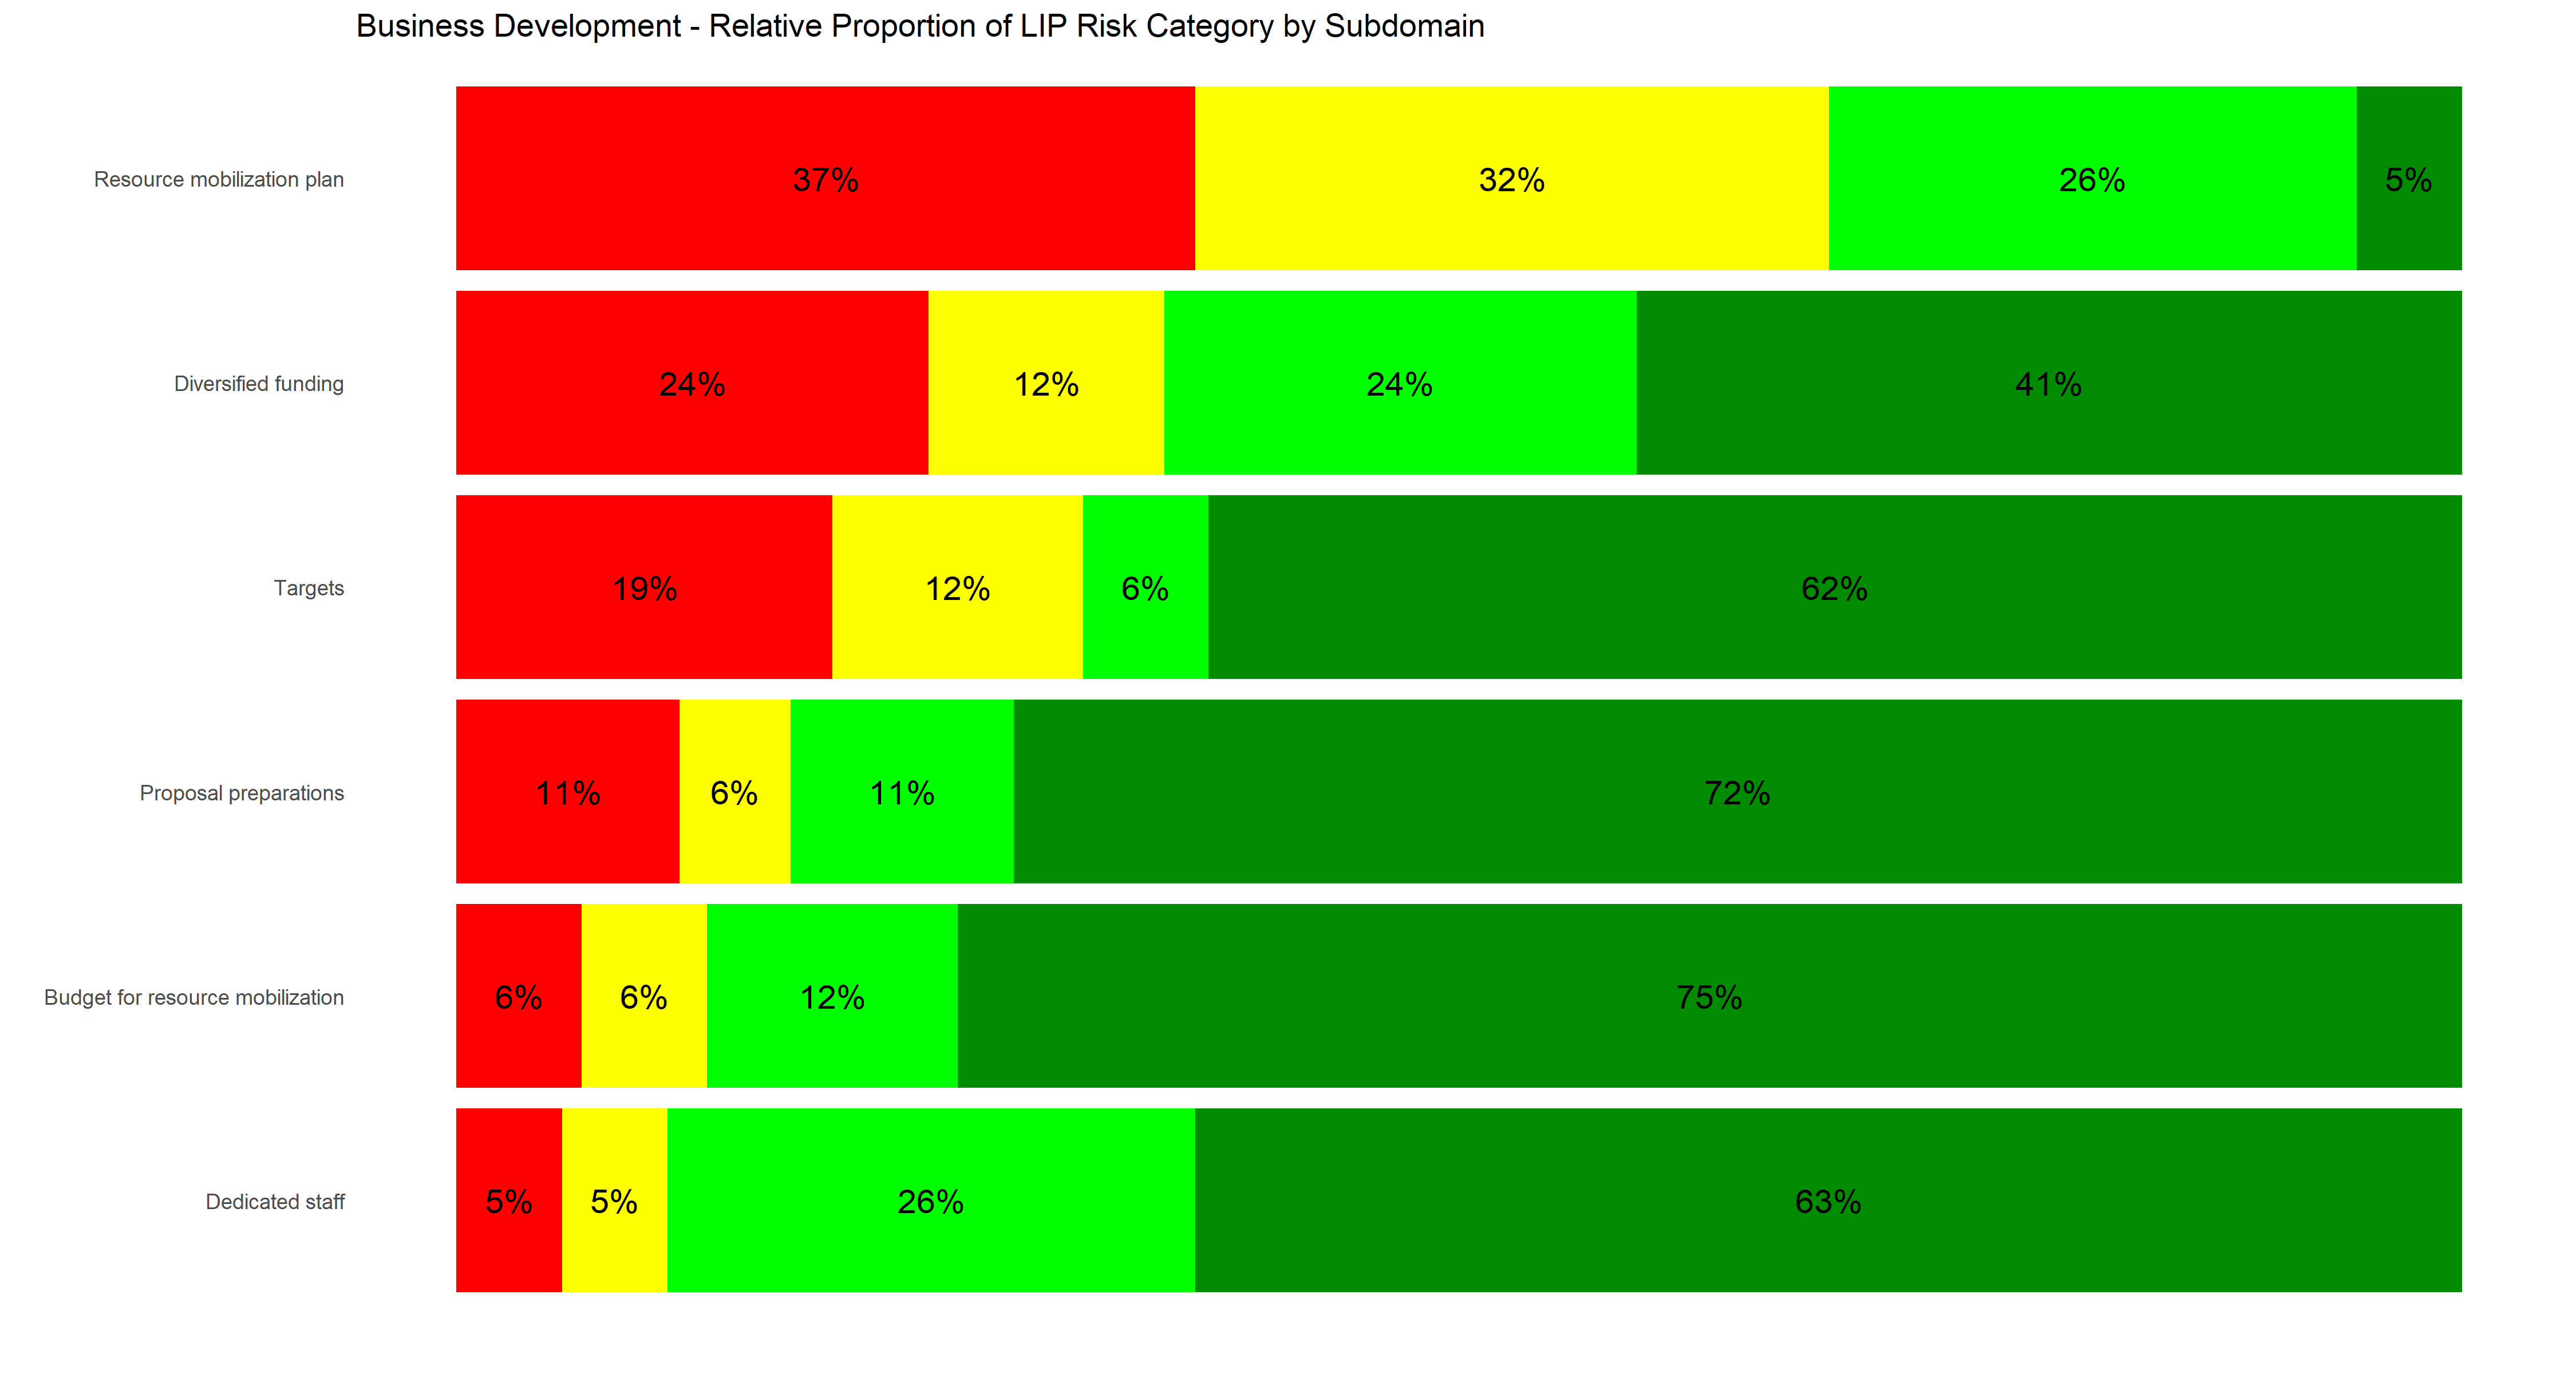 Business Development - Relative Proportion of LIP Risk Category by Subdomain
Resource mobilization plan 37% 32% 26% 5%
Diversified funding 24% 12% 24% 41%
Targets 19% 12% 6% 62%
Proposal preparations 11% 6% 11% 72%
Budget for resource mobilization 6% 6% 12% 75%
Dedicated staff 5% 5% 26% 63%